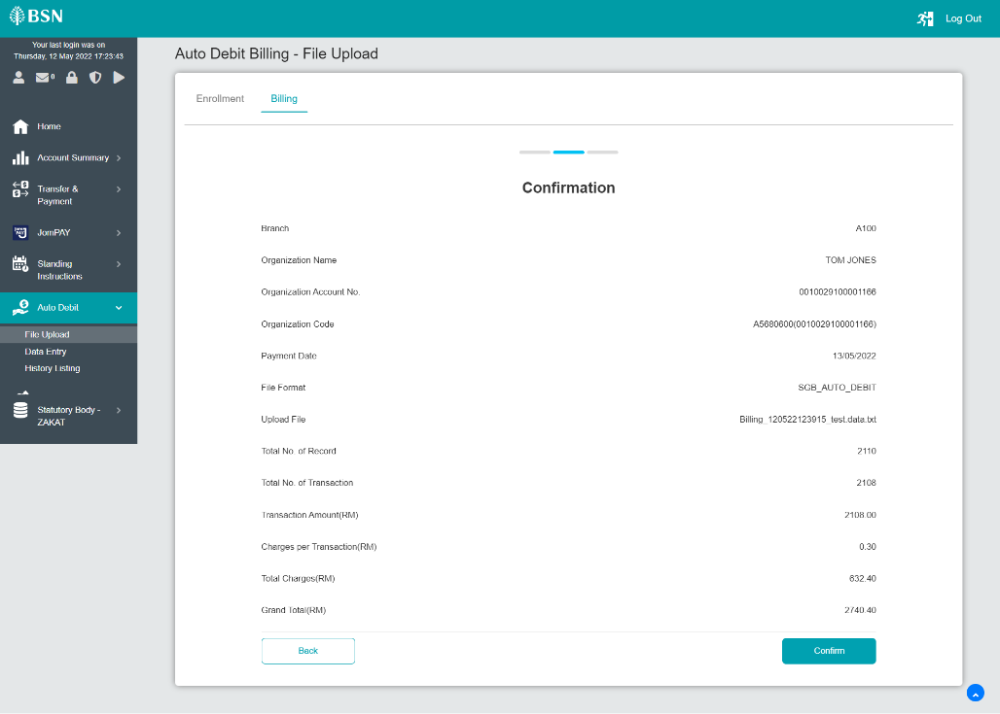 BSN
Log Out
Your last login was on
Thursday, 12 May 2022 17:23:43
0
Home
Account Summary
Transfer &
Payment
JomPAY
Standing
Instructions
Auto Debit
File Upload
Data Entry
History Listing
Statutory Body -
ZAKAT
Auto Debit Billing - File Upload
Enrollment Billing
Confirmation
Branch A100
Organization Name TOM JONES
Organization Account No. 0010029100001166
Organization Code A5680600(0010029100001166)
Payment Date 13/05/2022
File Format SGB_AUTO_DEBIT
Upload File Billing_120522123915_test.data.txt
Total No. of Record 2110
Total No. of Transaction 2108
Transaction Amount(RM) 2108.00
Charges per Transaction(RM) 0.30
Total Charges(RM) 632.40
Grand Total(RM) 2740.40
Back Confirm